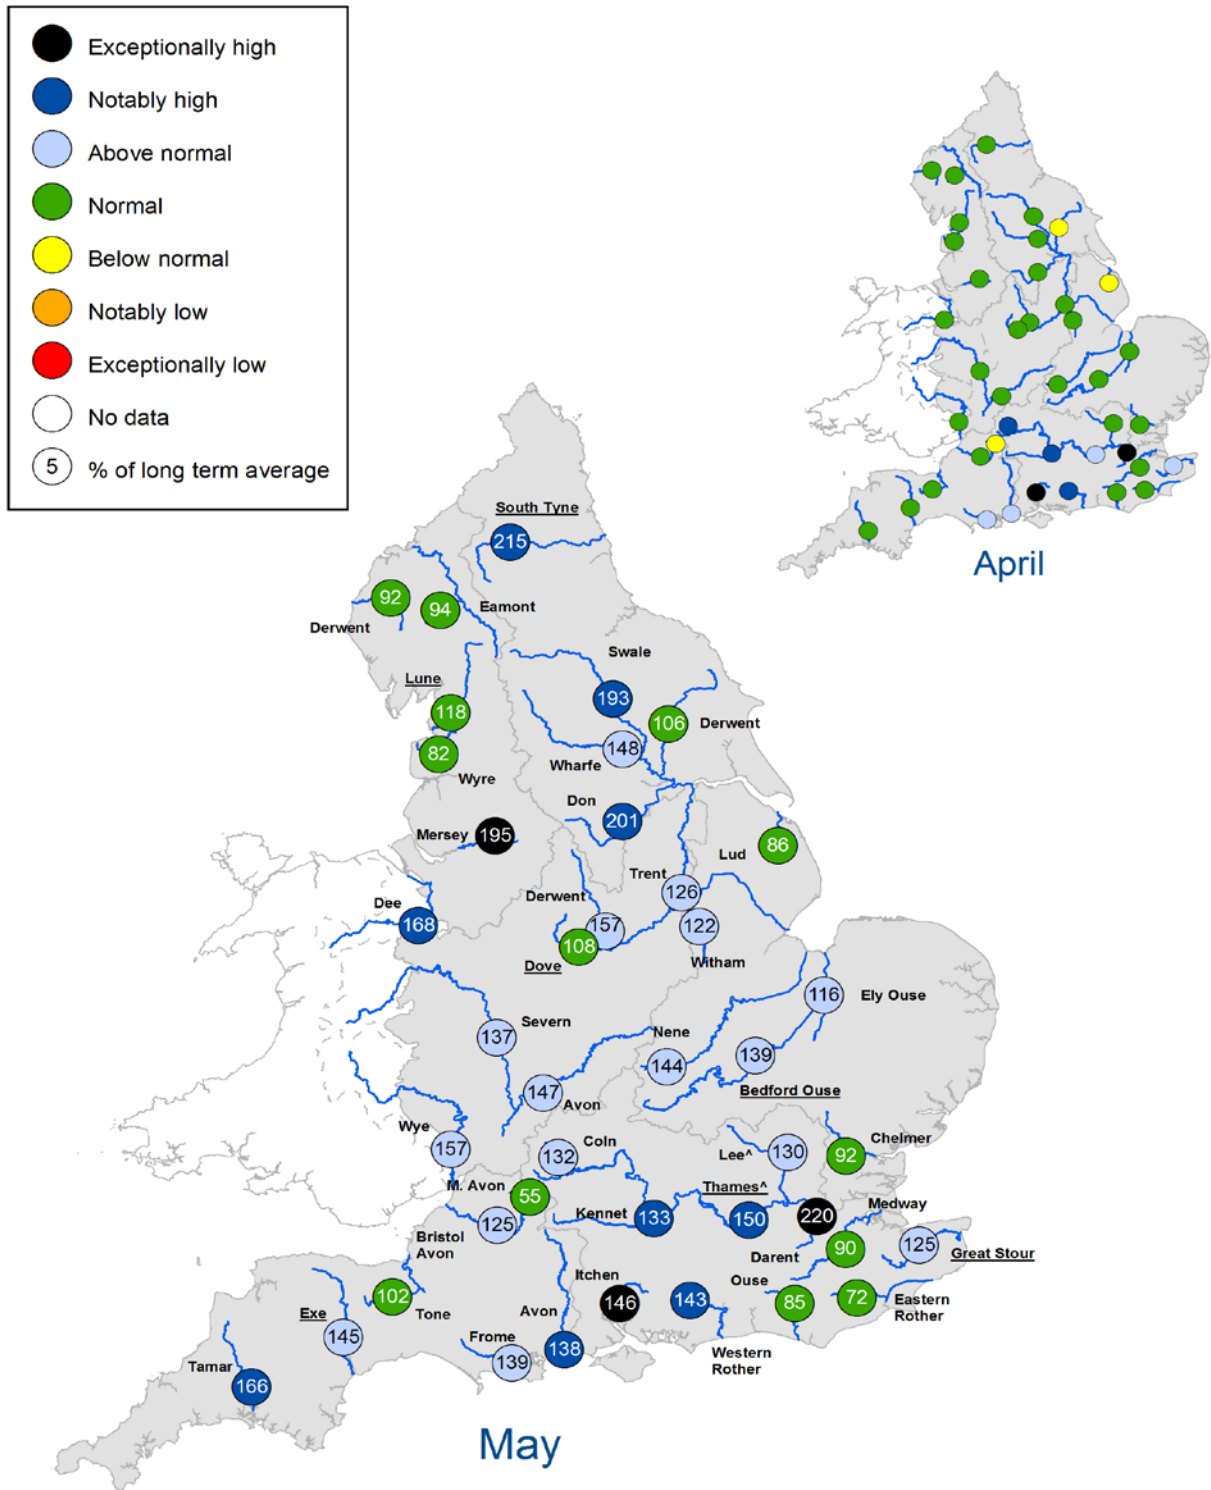 Exceptionally high
Notably high
Above normal
Normal
Below normal
Notably low
Exceptionally low
No data
5 % of long term average
April
South Tyne
215
92
94
Eamont
Derwent
Swale
Lune
193
118
106
Derwent
148
82
Wharfe
Wyre
Don
201
Mersey
195
86
Lud
Trent
126
Derwent
Dee
157
122
168
108
Dove
Witham
116
Ely Ouse
Severn
137
Nene
139
144
Bedford Ouse
147
Avon
Wye
Coln
Chelmer
157
132
Lee^
130
92
M. Avon
55
Thames^
Medway
Kennet
133
150
220
125
Bristol
Avon
Darent
90
125
Great Stour
Itchen
Ouse
102
146
143
85
72
Eastern
Rother
Exe
Tone
Avon
145
Frome
138
Western
Rother
Tamar
139
166
May